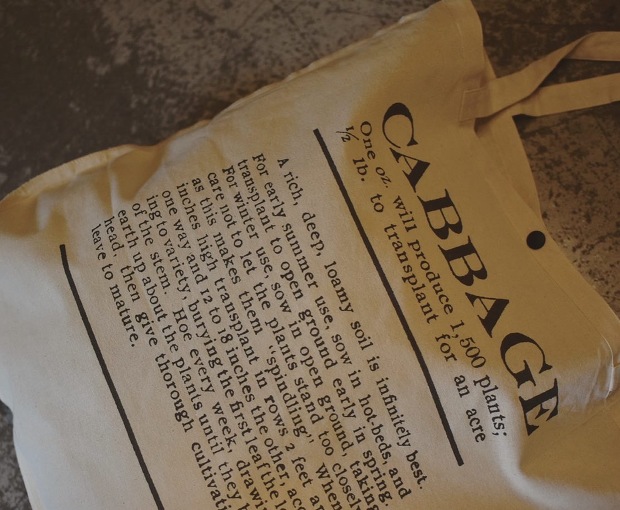 CABBAGE
One oz. will produce 1,500 plants;
½ lb. to transplant for an acre
A rich, deep, loamy soil is infinitely best.
For early summer use, sow in hot-beds, and
transplant to open ground early in spring.
For winter use, sow in open ground, taking
care not to let the plants stand too closely
as this makes them "spindling". When
inches high transplant in rows 2 feet
one way and 12 to 18 inches the other,
ing to variety, burying the first leaf the
of the stem. Hoe every week,
earth up about the plants until they
head, then give thorough
leave to mature.